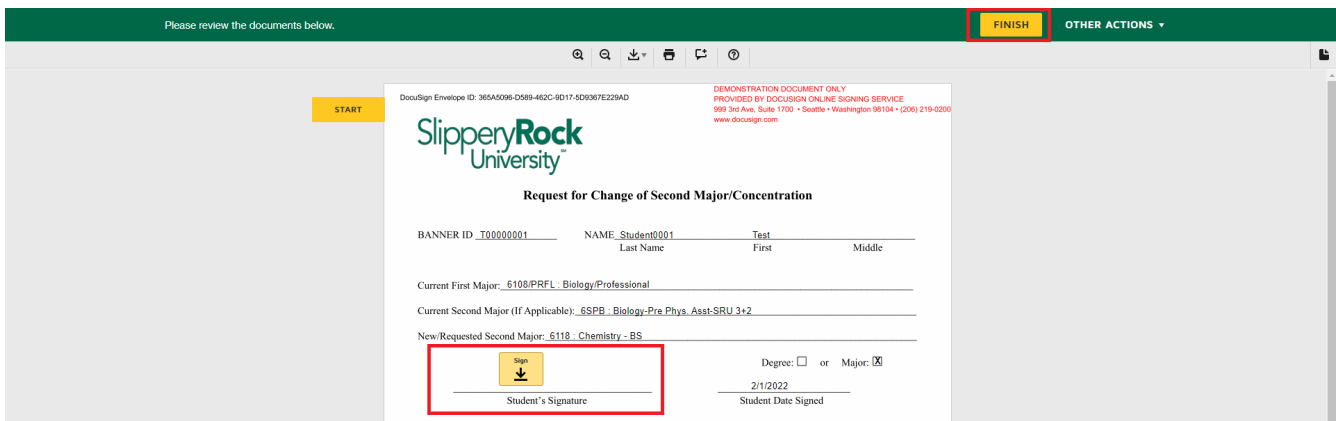 Please review the documents below.
FINISH
OTHER ACTIONS
START
DocuSign Envelope ID: 365A5096-D589-462C-9D17-5D9367E229AD
DEMONSTRATION DOCUMENT ONLY
PROVIDED BY DOCUSIGN ONLINE SIGNING SERVICE
999 3rd Ave, Suite 1700 • Seattle • Washington 98104 • (206) 219-0200
www.docusign.com
SlipperyRock
University℠
Request for Change of Second Major/Concentration
BANNER ID T00000001 NAME Student0001 Test
Last Name First Middle
Current First Major: 6108/PRFL : Biology/Professional
Current Second Major (If Applicable): 6SPB : Biology-Pre Phys. Asst-SRU 3+2
New/Requested Second Major: 6118 : Chemistry - BS
Sign
Degree: ☐ or Major: ☒
2/1/2022
Student's Signature Student Date Signed